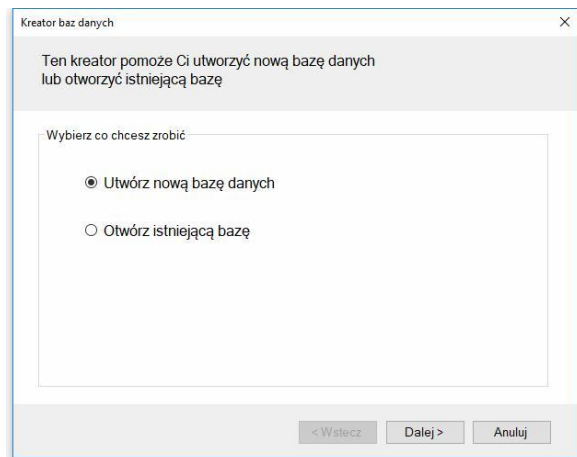 Kreator baz danych
Ten kreator pomoże Ci utworzyć nową bazę danych
lub otworzyć istniejącą bazę
Wybierz co chcesz zrobić
Utwórz nową bazę danych
Otwórz istniejącą bazę
< Wstecz Dalej > Anuluj